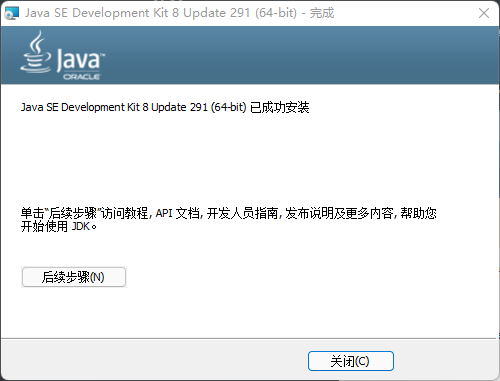 Java SE Development Kit 8 Update 291 (64-bit) - 完成
Java™
ORACLE
Java SE Development Kit 8 Update 291 (64-bit) 已成功安装
单击“后续步骤”访问教程, API 文档, 开发人员指南, 发布说明及更多内容, 帮助您
开始使用 JDK。
后续步骤(N)
关闭(C)